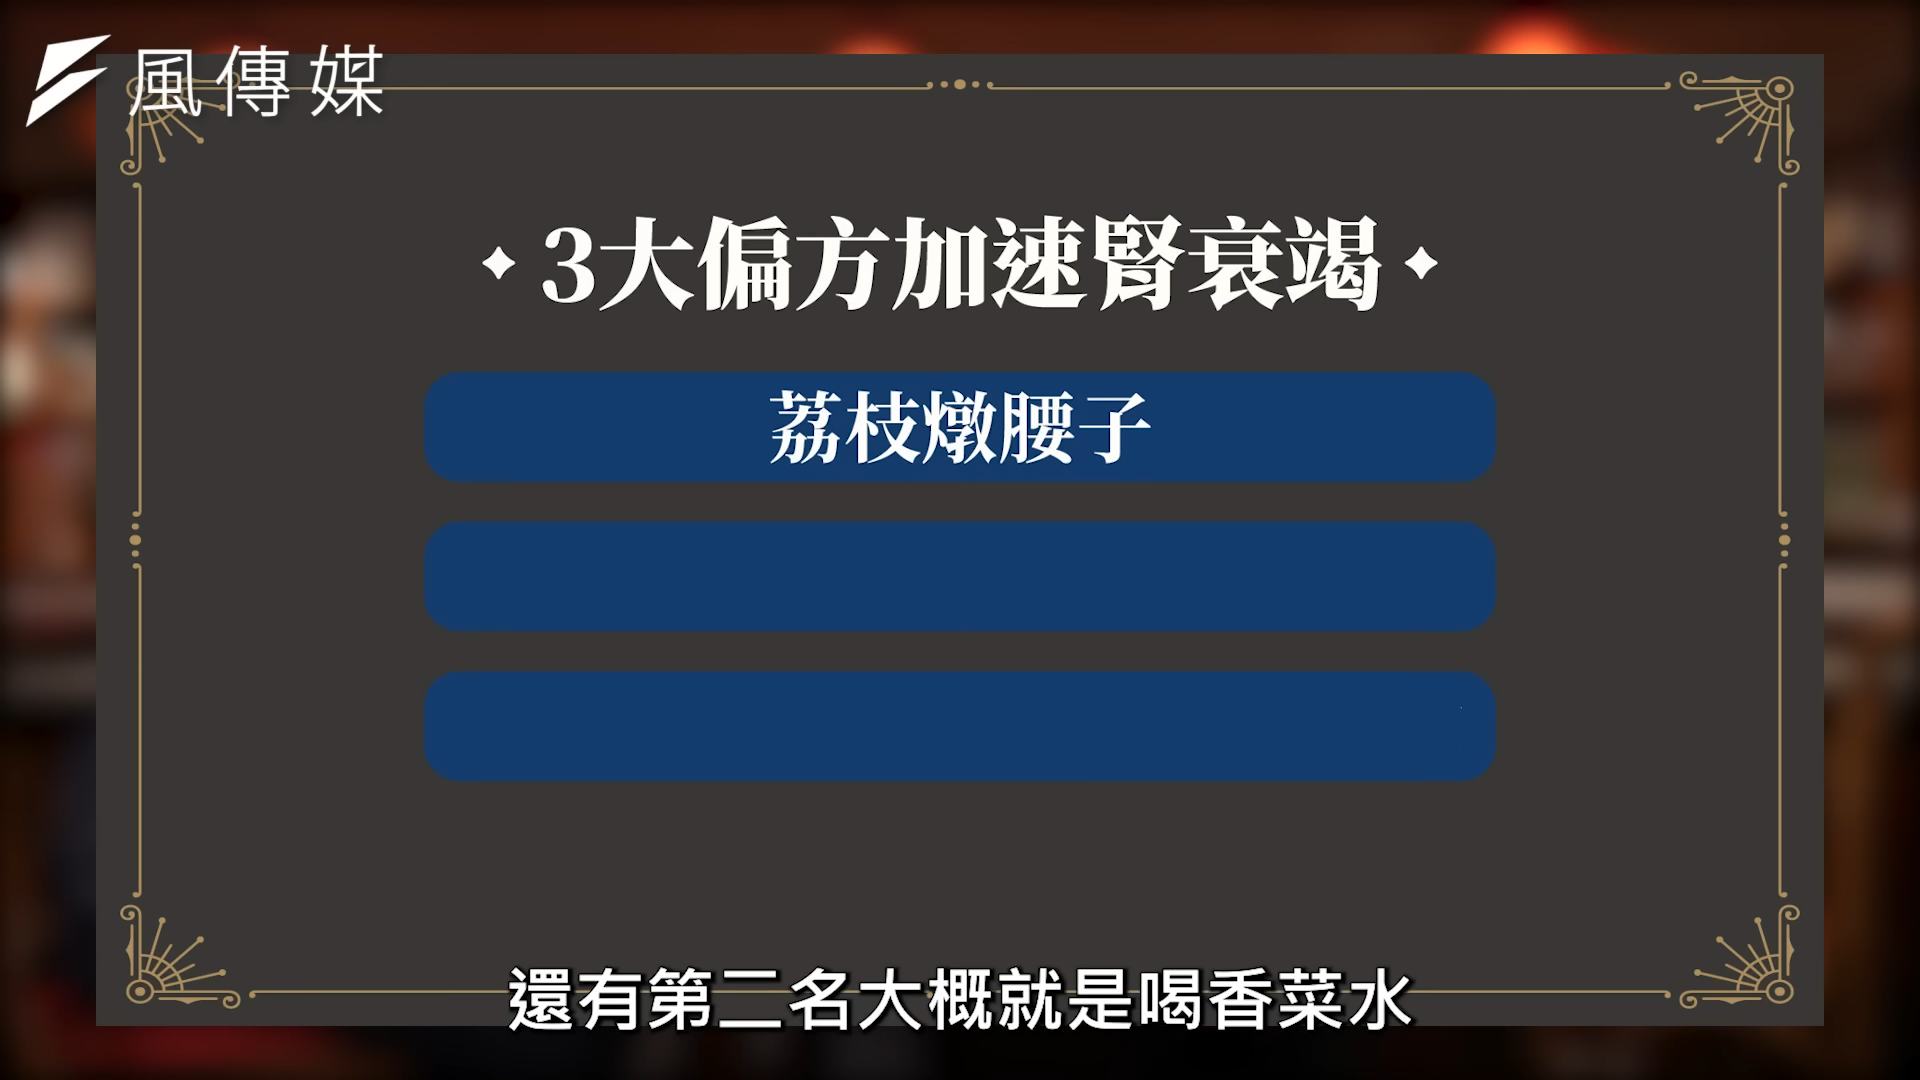 風傳媒
3大偏方加速腎衰竭
荔枝燉腰子
還有第二名大概就是喝香菜水